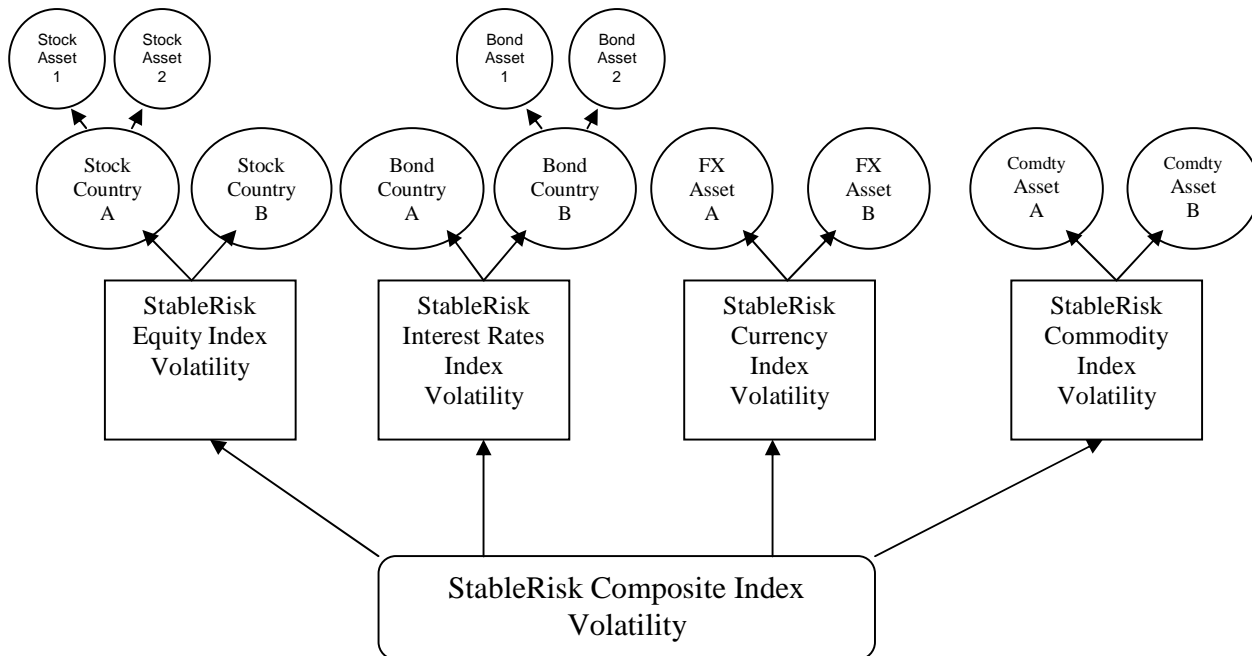 Stock
Asset
1
Stock
Asset
2
Bond
Asset
1
Bond
Asset
2
Stock
Country
A
Stock
Country
B
Bond
Country
A
Bond
Country
B
FX
Asset
A
FX
Asset
B
Comdty
Asset
A
Comdty
Asset
B
StableRisk
Equity Index
Volatility
StableRisk
Interest Rates
Index
Volatility
StableRisk
Currency
Index
Volatility
StableRisk
Commodity
Index
Volatility
StableRisk Composite Index
Volatility